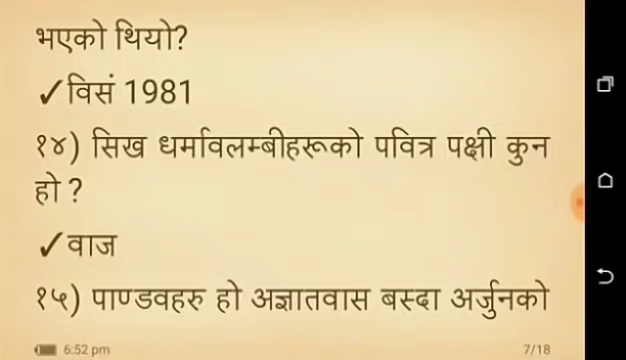 भएको थियो?
✓विसं 1981
१४) सिख धर्मावलम्बीहरूको पवित्र पक्षी कुन
हो ?
✓वाज
१५) पाण्डवहरु हो अज्ञातवास बस्दा अर्जुनको
6:52 pm 7/18